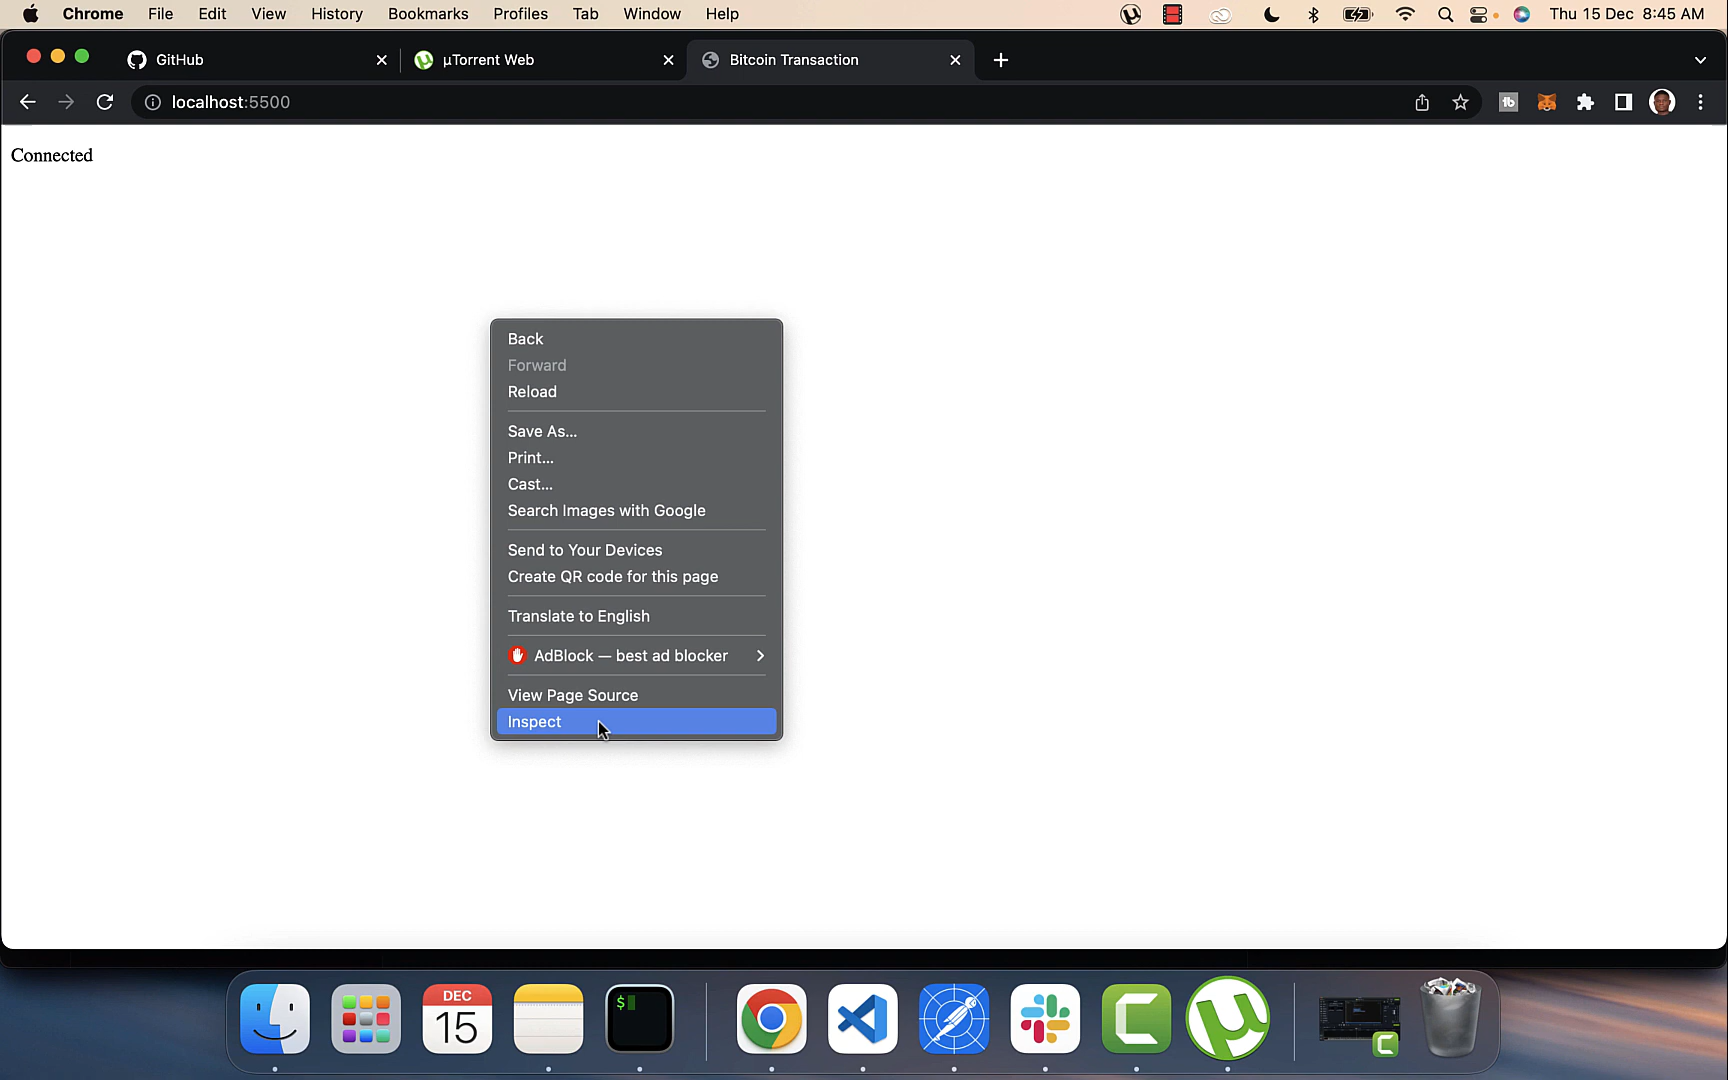 Chrome File Edit View History Bookmarks Profiles Tab Window Help Thu 15 Dec 8:45 AM
GitHub µTorrent Web Bitcoin Transaction
localhost:5500
Connected
Back
Forward
Reload
Save As...
Print...
Cast...
Search Images with Google
Send to Your Devices
Create QR code for this page
Translate to English
AdBlock — best ad blocker
View Page Source
Inspect
DEC
15
$